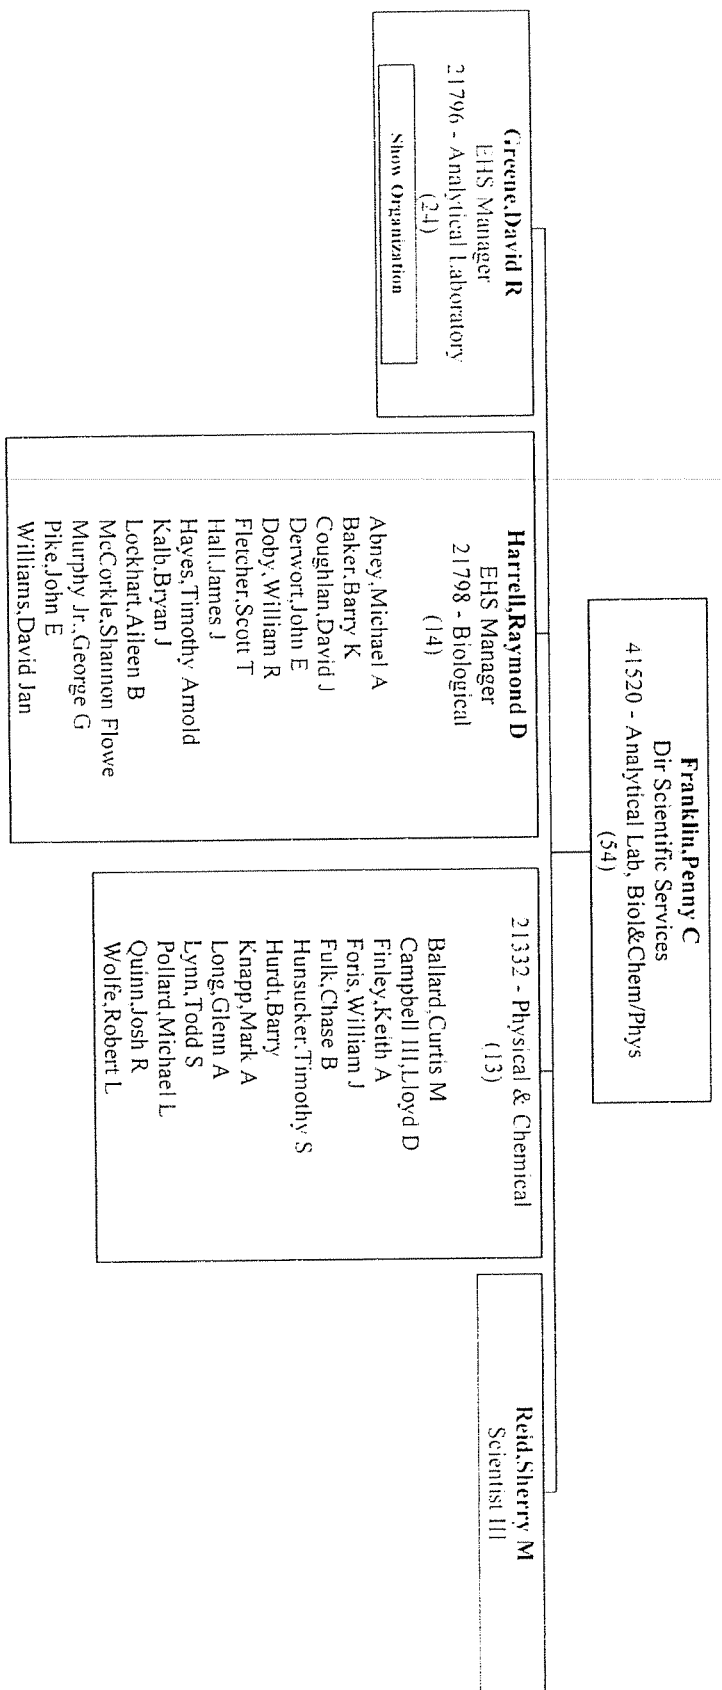 Franklin,Penny C
Dir Scientific Services
41520 - Analytical Lab, Biol&Chem/Phys
(54)
Greene,David R
EHS Manager
21796 - Analytical Laboratory
(24)
Show Organization
Harrell,Raymond D
EHS Manager
21798 - Biological
(14)
Abney,Michael A
Baker,Barry K
Coughlan,David J
Derwort,John E
Doby,William R
Fletcher,Scott T
Hall,James J
Hayes,Timothy Arnold
Kalb,Bryan J
Lockhart,Aileen B
McCorkle,Shannon Flowe
Murphy Jr.,George G
Pike,John E
Williams,David Jan
21332 - Physical & Chemical
(13)
Ballard,Curtis M
Campbell III,Lloyd D
Finley,Keith A
Foris,William J
Fulk,Chase B
Hunsucker,Timothy S
Hurdt,Barry
Knapp,Mark A
Long,Glenn A
Lynn,Todd S
Pollard,Michael L
Quinn,Josh R
Wolfe,Robert L
Reid,Sherry M
Scientist III